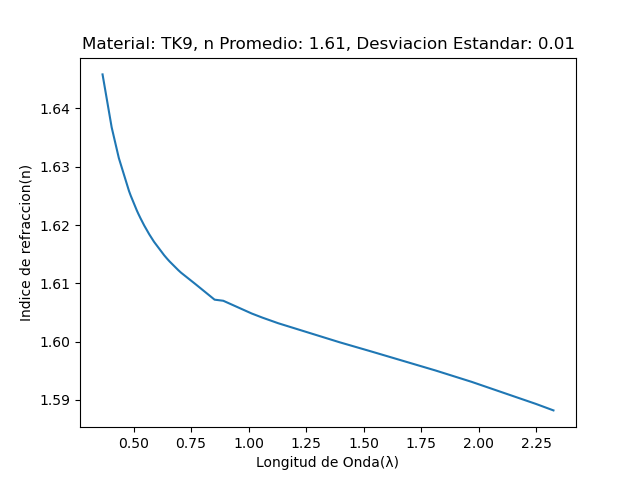 Material: TK9, n Promedio: 1.61, Desviacion Estandar: 0.01
1.64
1.63
1.62
1.61
1.60
1.59
Indice de refraccion(n)
0.50 0.75 1.00 1.25 1.50 1.75 2.00 2.25
Longitud de Onda(λ)